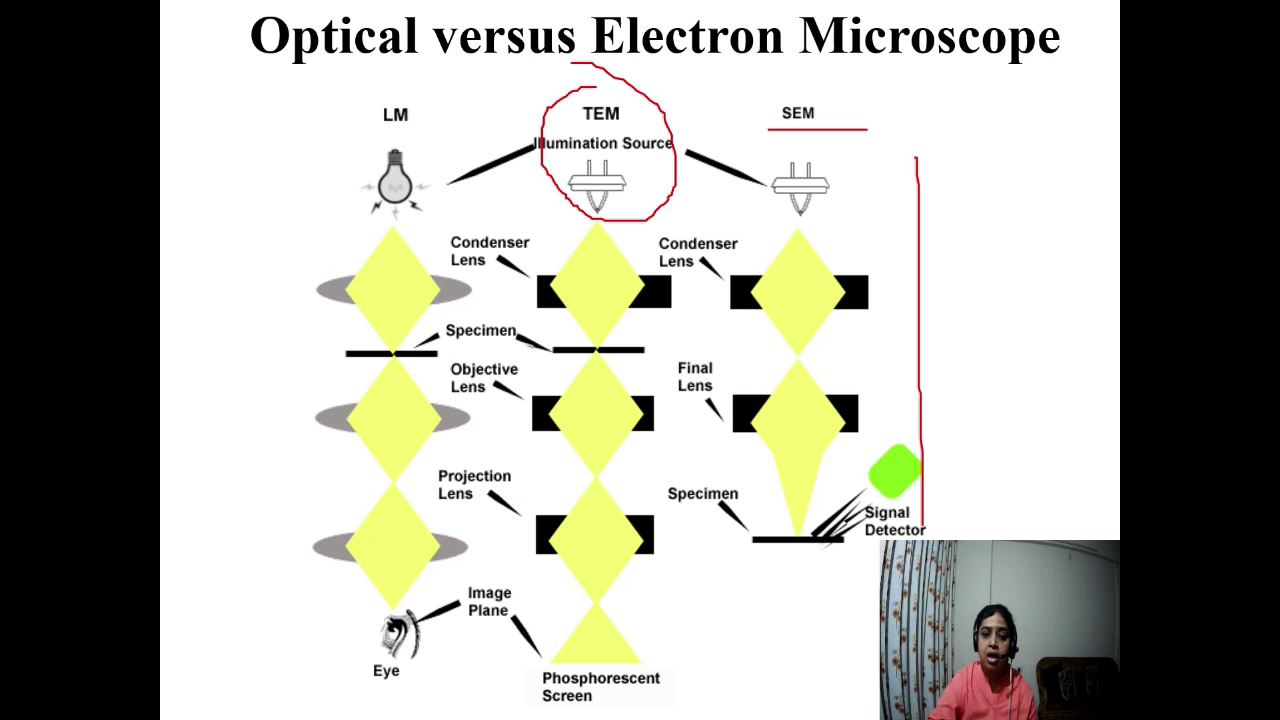 Optical versus Electron Microscope
LM
TEM
SEM
Illumination Source
Condenser
Lens
Condenser
Lens
Specimen
Objective
Lens
Final
Lens
Projection
Lens
Specimen
Signal
Detector
Image
Plane
Eye
Phosphorescent
Screen